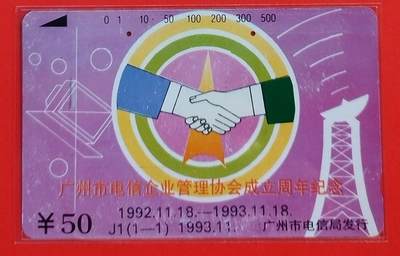 0 1 10· 50· 100 200 300 500
广州市电信企业管理协会成立周年纪念
¥50
1992.11.18.—1993.11.18.
J1(1—1) 1993.11. 广州市电信局发行